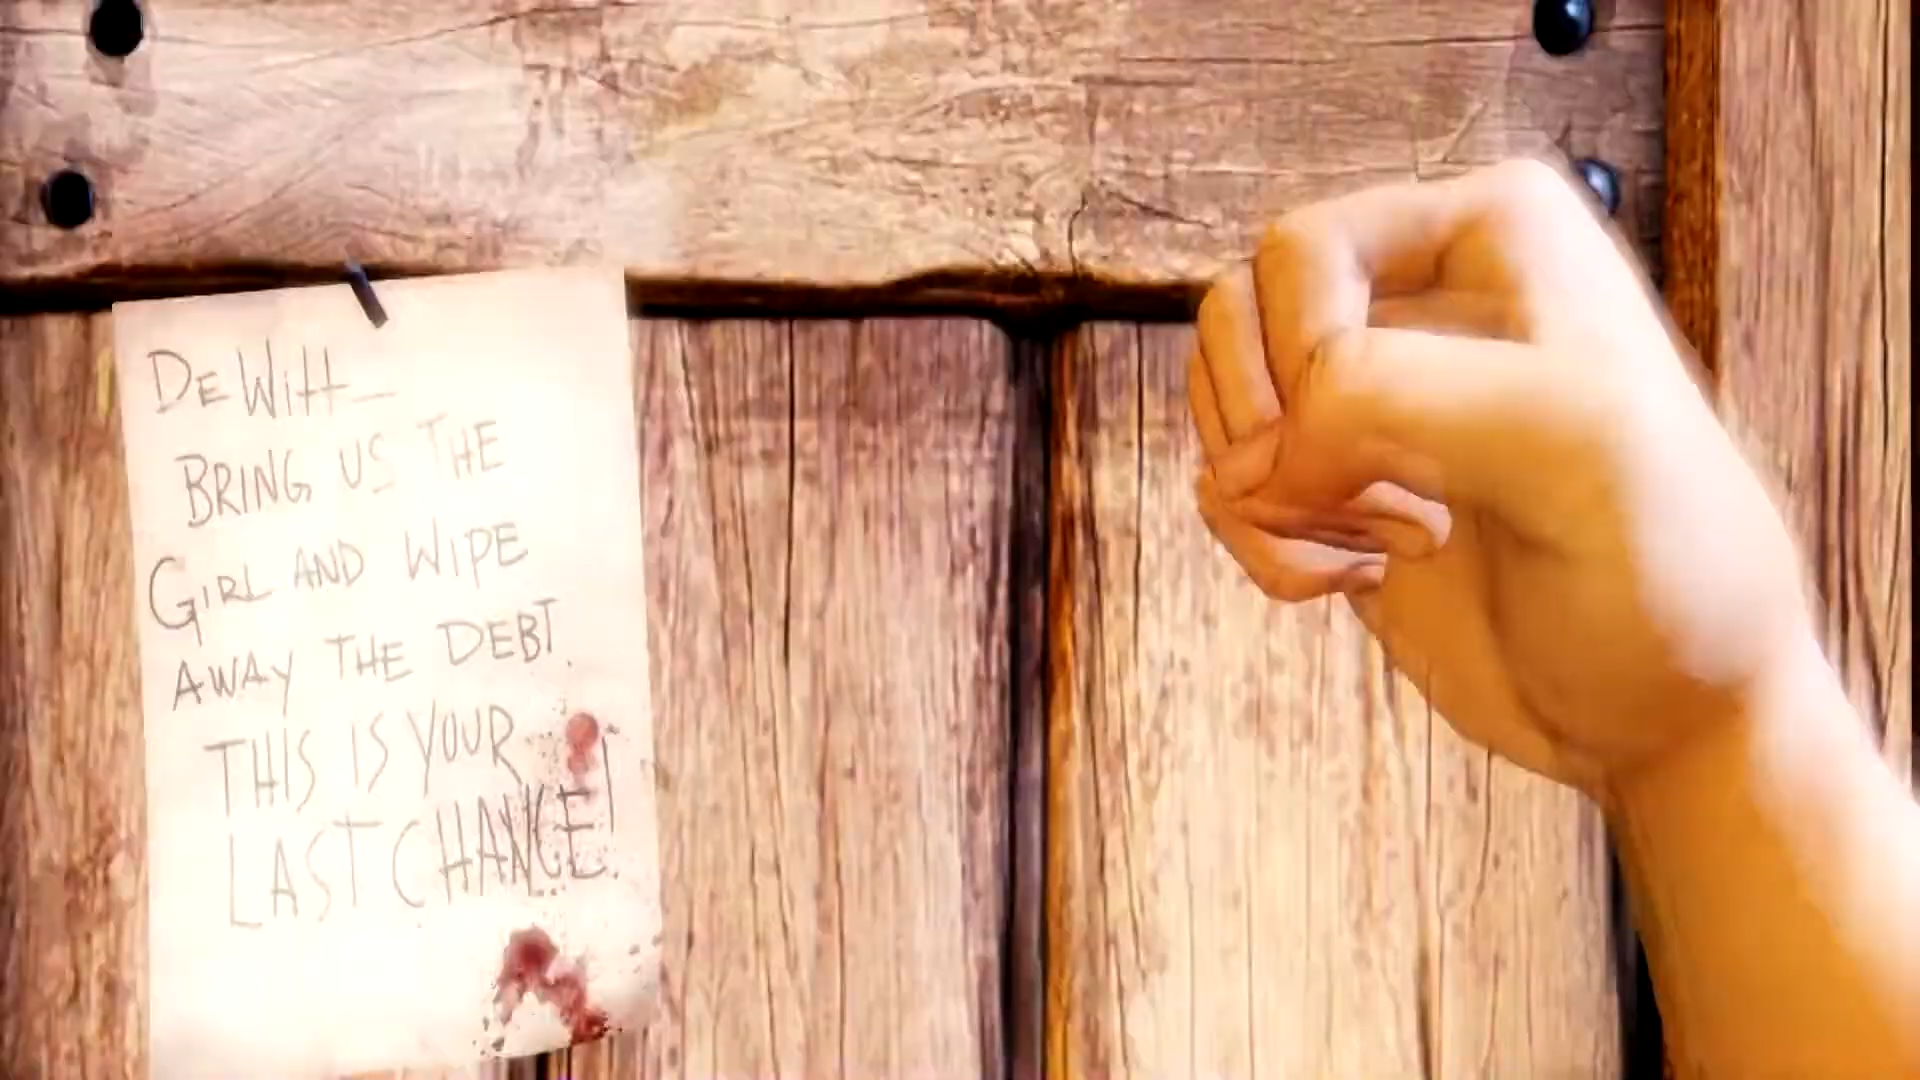 DeWitt—
BRING US THE
GIRL AND WIPE
AWAY THE DEBT.
THIS IS YOUR
LAST CHANCE!